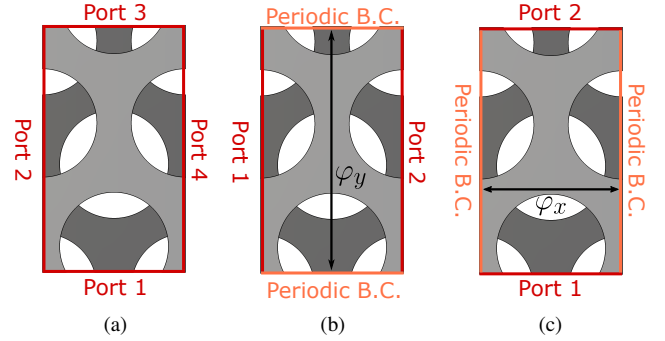 Port 3
Port 2
Port 4
Port 1
(a)
Periodic B.C.
Port 1
φy
Port 2
Periodic B.C.
(b)
Port 2
Periodic B.C.
φx
Periodic B.C.
Port 1
(c)